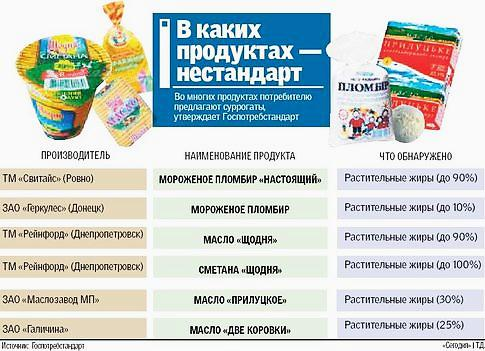 В каких
продуктах —
нестандарт
Во многих продуктах потребителю
предлагают суррогаты,
утверждает Госпотребстандарт
СМЕТАНА
МАСЛО
ПЛОМБИР
ПРИЛУЦЬКЕ
ПРОИЗВОДИТЕЛЬ НАИМЕНОВАНИЕ ПРОДУКТА ЧТО ОБНАРУЖЕНО
ТМ «Свитайс» (Ровно) МОРОЖЕНОЕ ПЛОМБИР «НАСТОЯЩИЙ» Растительные жиры (до 90%)
ЗАО «Геркулес» (Донецк) МОРОЖЕНОЕ ПЛОМБИР Растительные жиры (до 10%)
ТМ «Рейнфорд» (Днепропетровск) МАСЛО «ЩОДНЯ» Растительные жиры (до 90%)
ТМ «Рейнфорд» (Днепропетровск) СМЕТАНА «ЩОДНЯ» Растительные жиры (до 100%)
ЗАО «Маслозавод МП» МАСЛО «ПРИЛУЦКОЕ» Растительные жиры (30%)
ЗАО «Галичина» МАСЛО «ДВЕ КОРОВКИ» Растительные жиры (25%)
Источник: Госпотребстандарт «Сегодня» | ТД